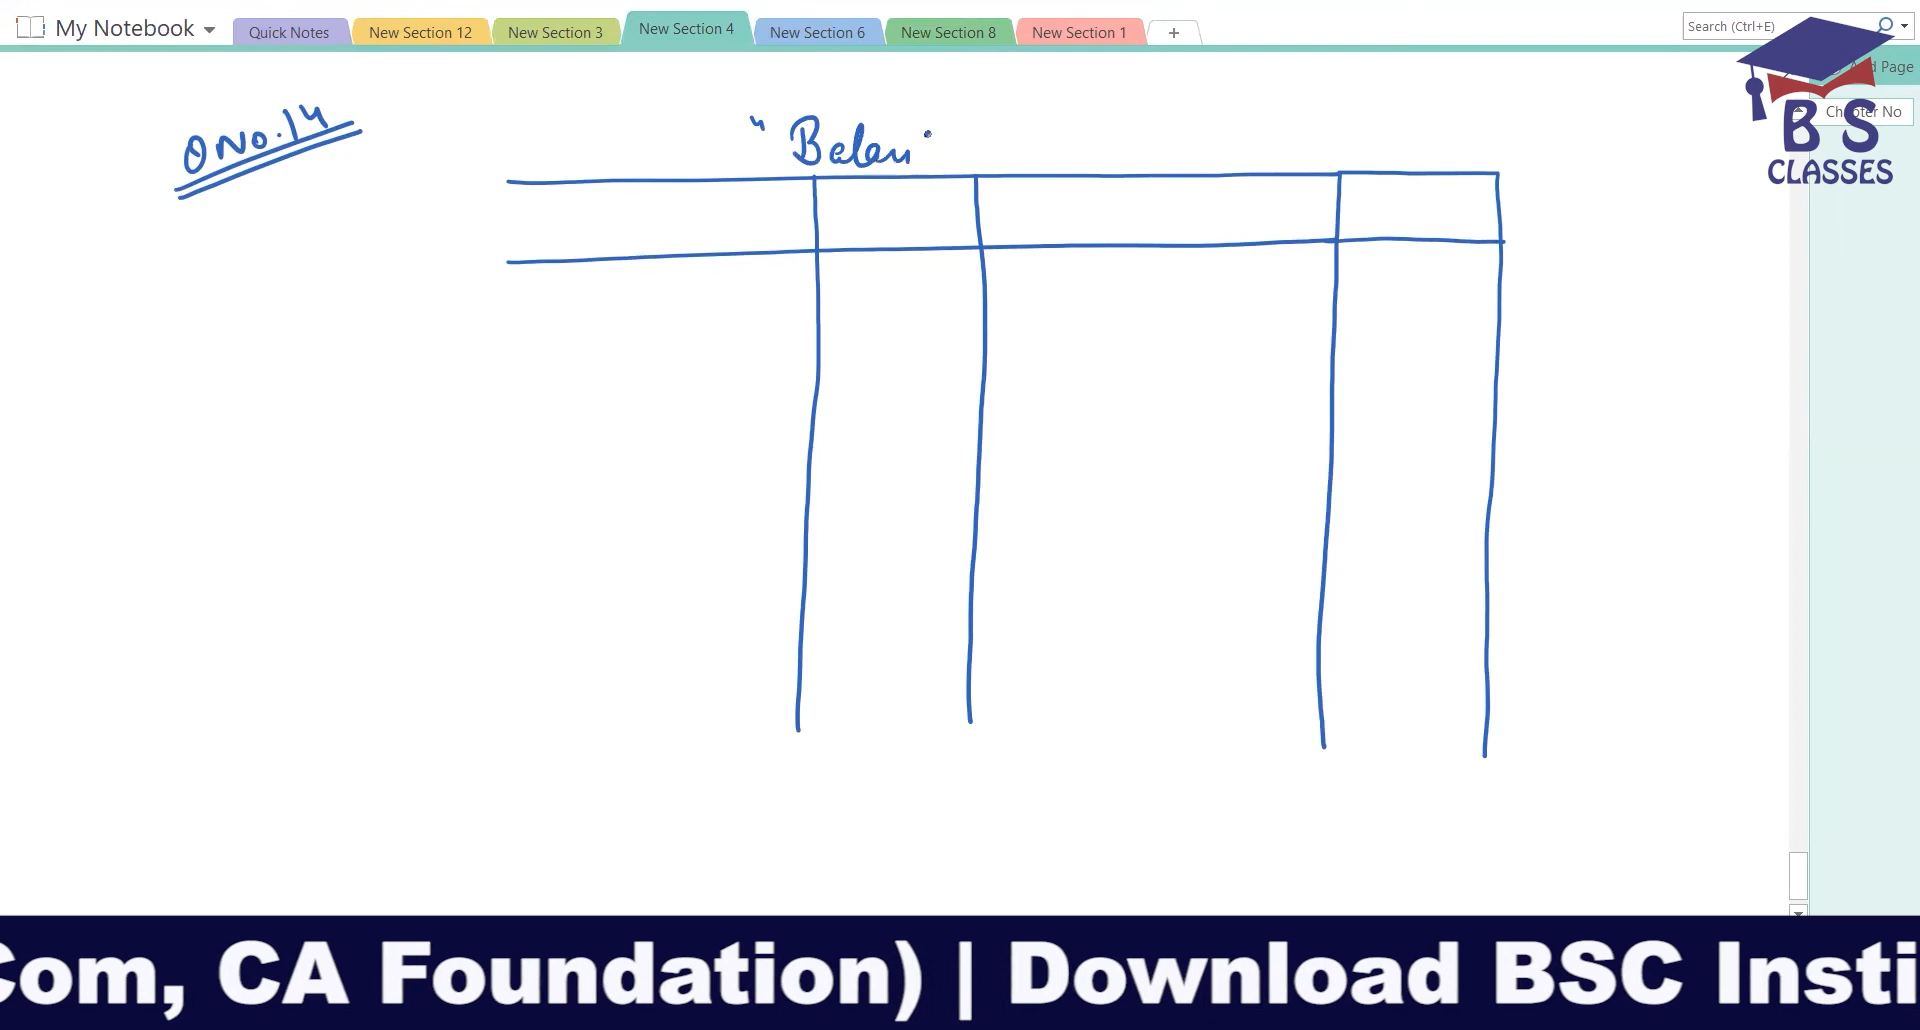 My Notebook
Quick Notes
New Section 12
New Section 3
New Section 4
New Section 6
New Section 8
New Section 1
+
Search (Ctrl+E)
d Page
Chapter No
BS
CLASSES
Q No. 14
" Balan
Com, CA Foundation) | Download BSC Insti